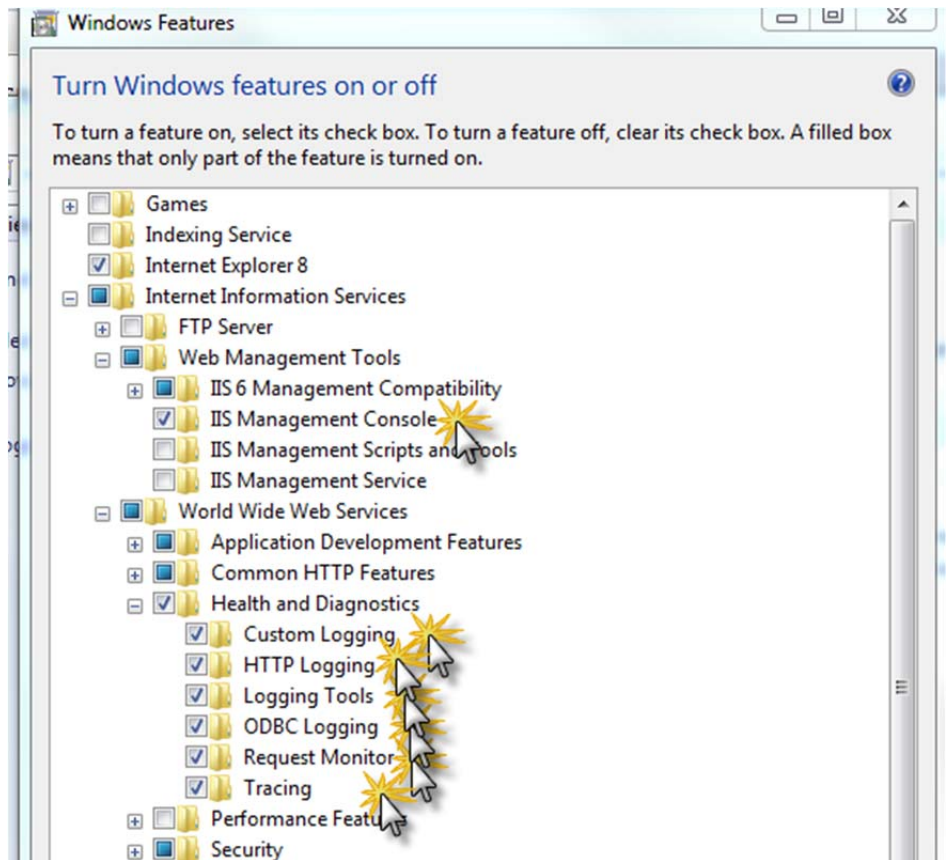 Windows Features
Turn Windows features on or off
To turn a feature on, select its check box. To turn a feature off, clear its check box. A filled box
means that only part of the feature is turned on.
Games
Indexing Service
Internet Explorer 8
Internet Information Services
FTP Server
Web Management Tools
IIS 6 Management Compatibility
IIS Management Console
IIS Management Scripts and Tools
IIS Management Service
World Wide Web Services
Application Development Features
Common HTTP Features
Health and Diagnostics
Custom Logging
HTTP Logging
Logging Tools
ODBC Logging
Request Monitor
Tracing
Performance Features
Security